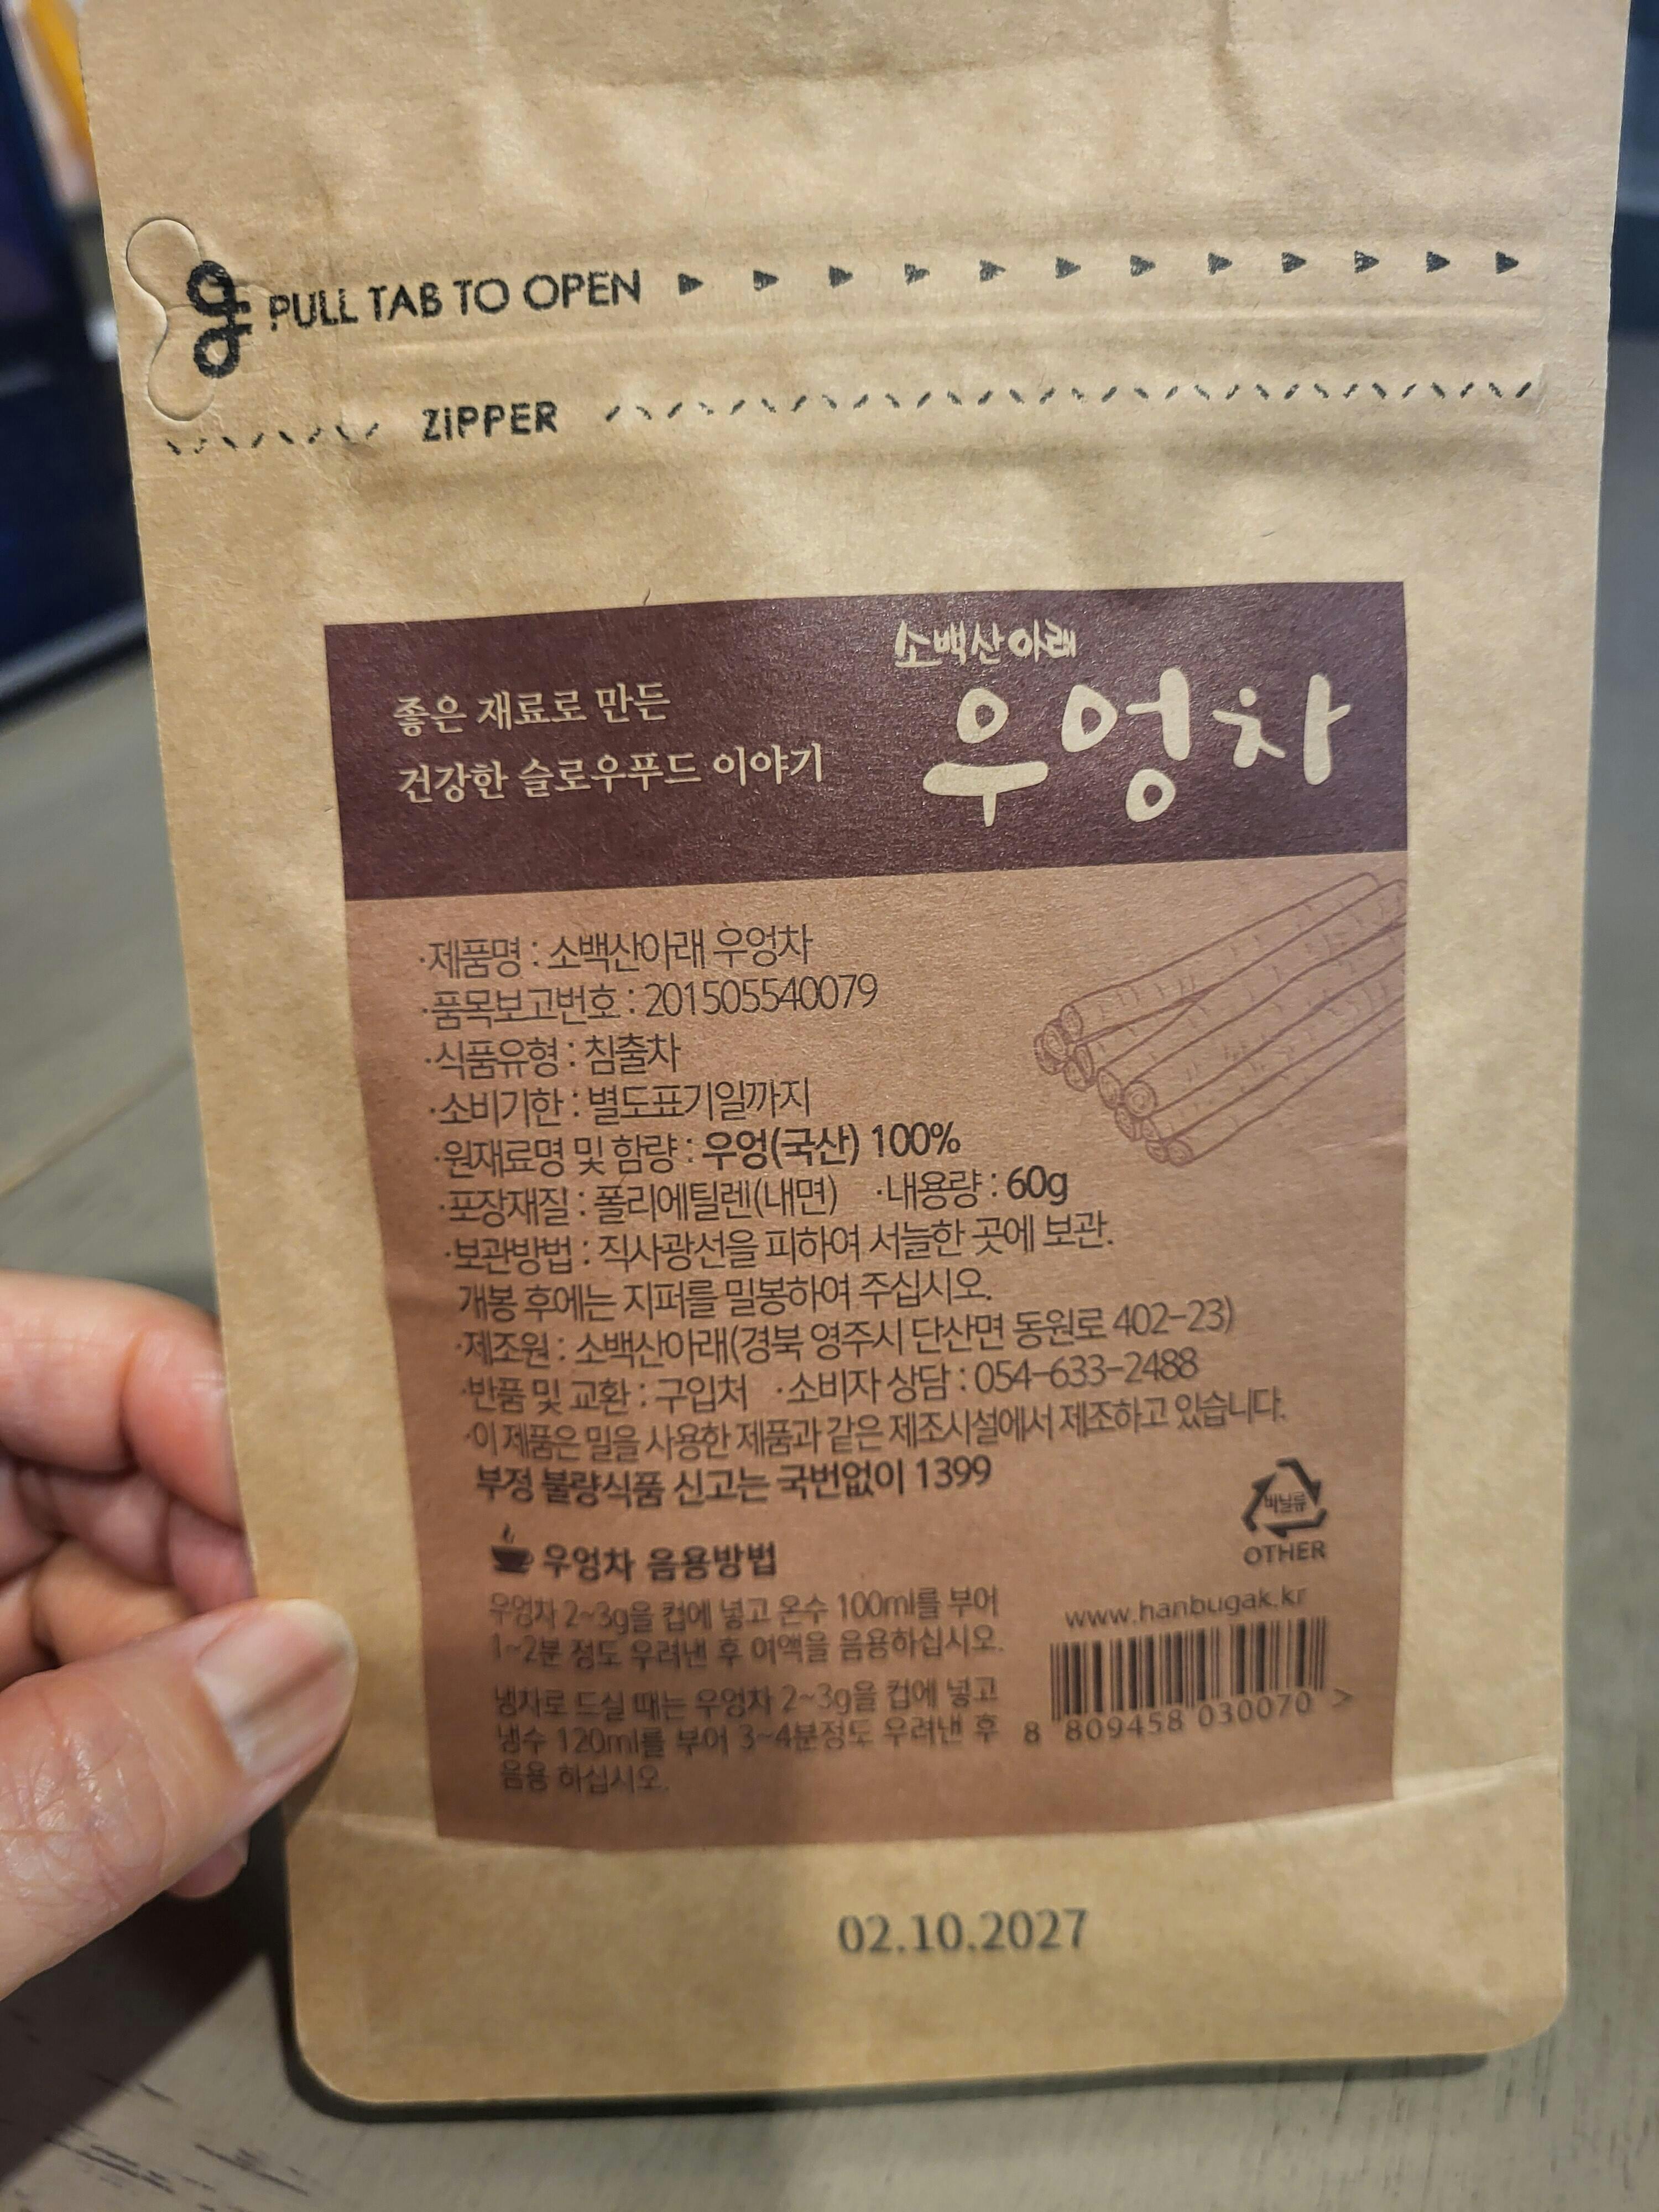 PULL TAB TO OPEN
ZiPPER
소백산아래
우엉차
좋은 재료로 만든
건강한 슬로우푸드 이야기
·제품명 : 소백산아래 우엉차
·품목보고번호 : 201505540079
·식품유형 : 침출차
·소비기한 : 별도표기일까지
·원재료명 및 함량 : 우엉(국산) 100%
·포장재질 : 폴리에틸렌(내면) ·내용량 : 60g
·보관방법 : 직사광선을 피하여 서늘한 곳에 보관.
개봉 후에는 지퍼를 밀봉하여 주십시오.
·제조원 : 소백산아래(경북 영주시 단산면 동원로 402-23)
·반품 및 교환 : 구입처 ·소비자 상담 : 054-633-2488
·이 제품은 밀을 사용한 제품과 같은 제조시설에서 제조하고 있습니다.
부정 불량식품 신고는 국번없이 1399
비닐류
OTHER
우엉차 음용방법
우엉차 2~3g을 컵에 넣고 온수 100ml를 부어
1~2분 정도 우려낸 후 여액을 음용하십시오.
냉차로 드실 때는 우엉차 2~3g을 컵에 넣고
냉수 120ml를 부어 3~4분정도 우려낸 후
음용 하십시오.
www.hanbugak.kr
8 809458 030070 >
02.10.2027